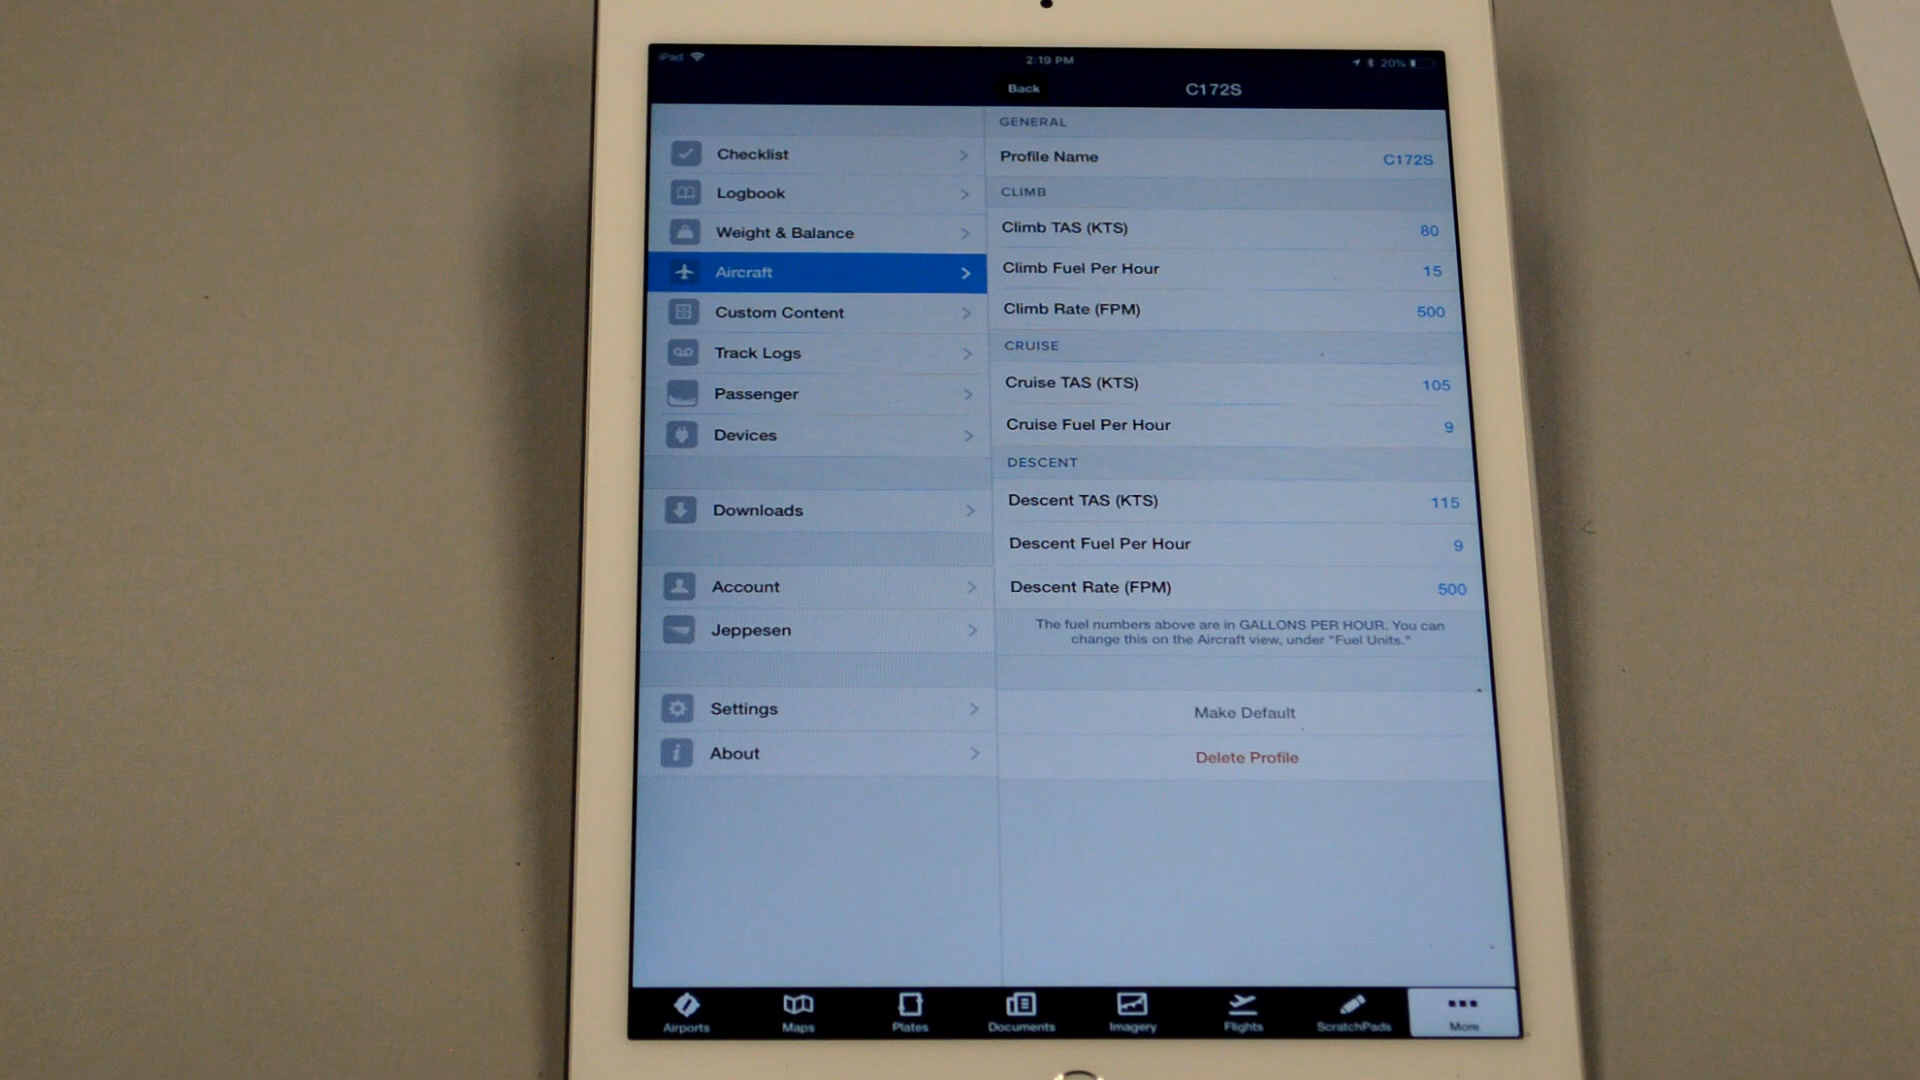 iPad
2:19 PM
20%
Back
C172S
Checklist
Logbook
Weight & Balance
Aircraft
Custom Content
Track Logs
Passenger
Devices
Downloads
Account
Jeppesen
Settings
About
GENERAL
Profile Name C172S
CLIMB
Climb TAS (KTS) 80
Climb Fuel Per Hour 15
Climb Rate (FPM) 500
CRUISE
Cruise TAS (KTS) 105
Cruise Fuel Per Hour 9
DESCENT
Descent TAS (KTS) 115
Descent Fuel Per Hour 9
Descent Rate (FPM) 500
The fuel numbers above are in GALLONS PER HOUR. You can
change this on the Aircraft view, under "Fuel Units."
Make Default
Delete Profile
Airports Maps Plates Documents Imagery Flights ScratchPads More